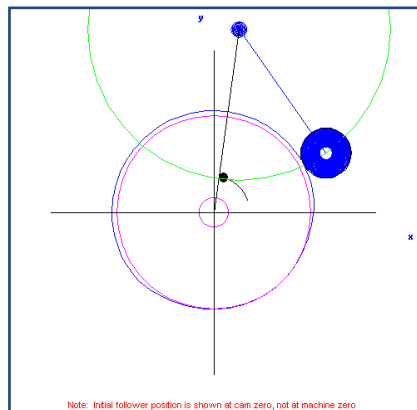 y
x
Note: Initial follower position is shown at cam zero, not at machine zero